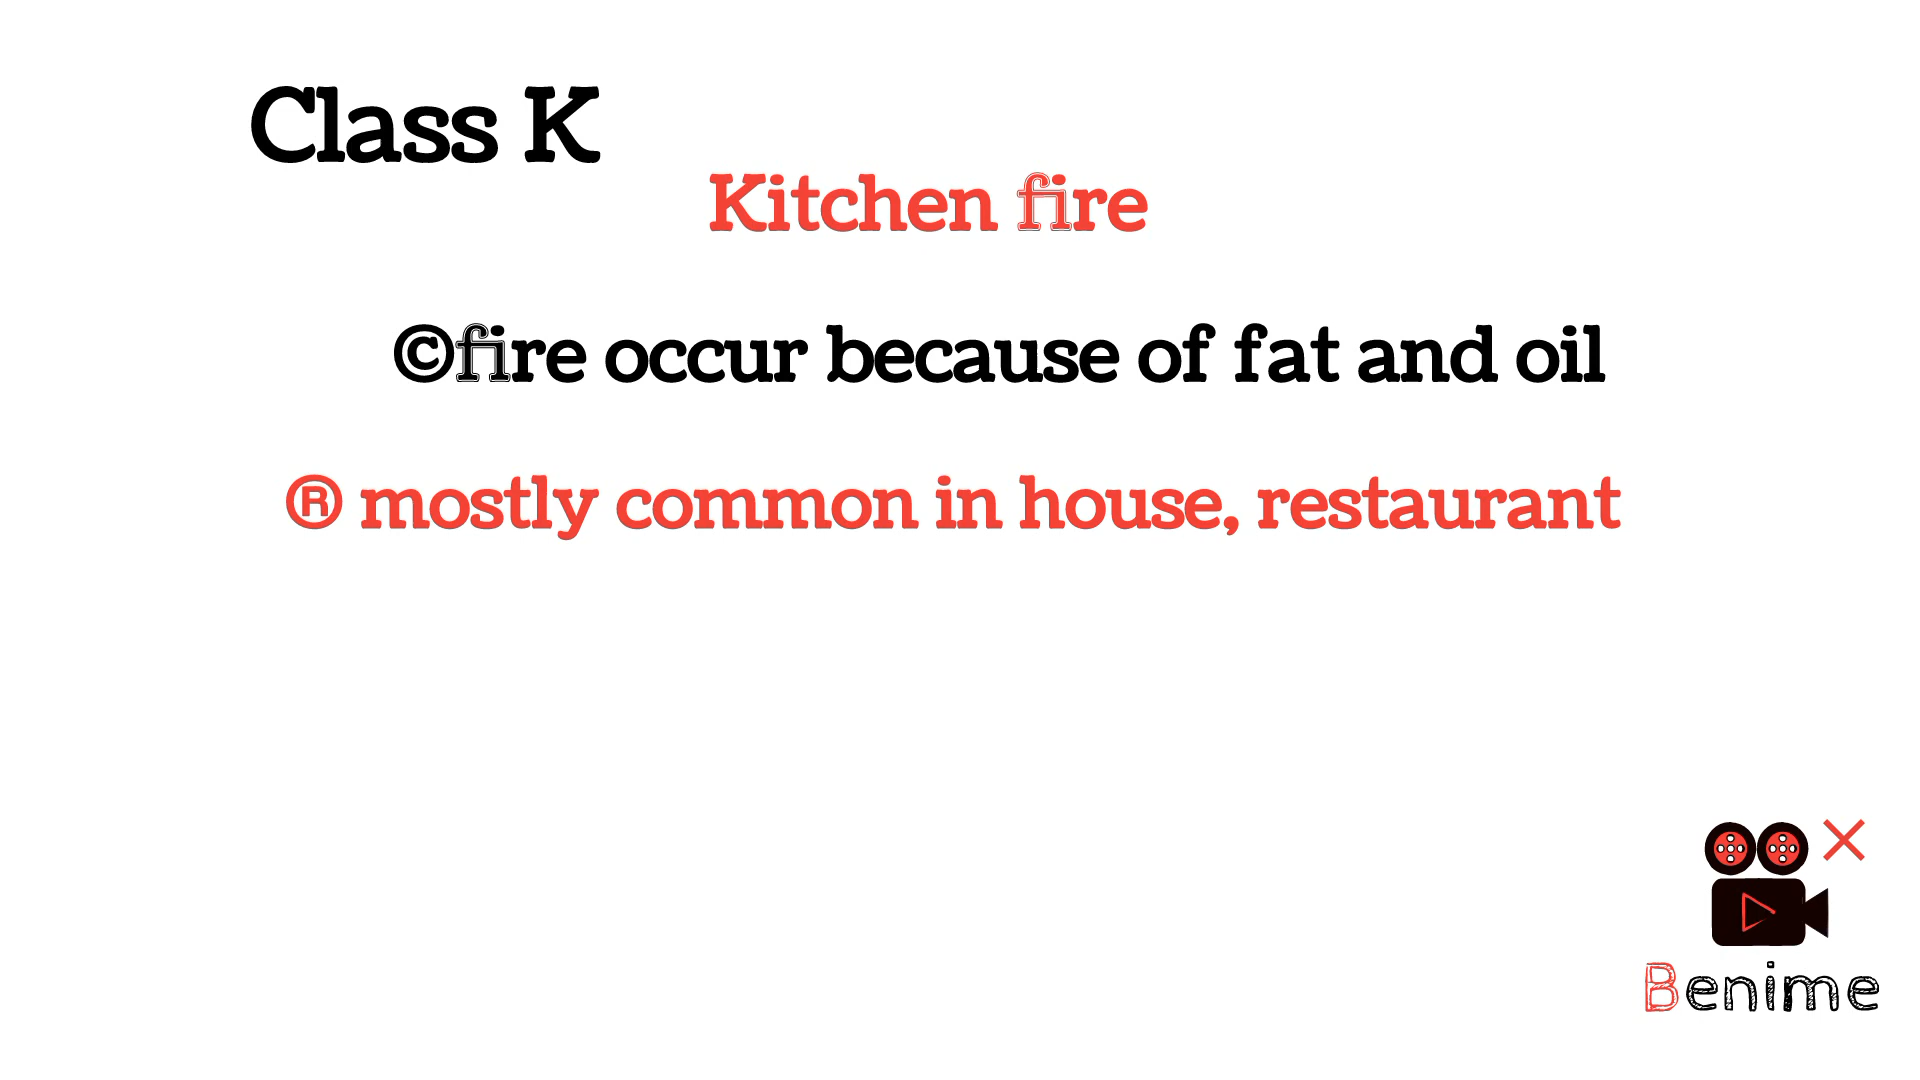 Class K
Kitchen fire
©fire occur because of fat and oil
® mostly common in house, restaurant
Benime